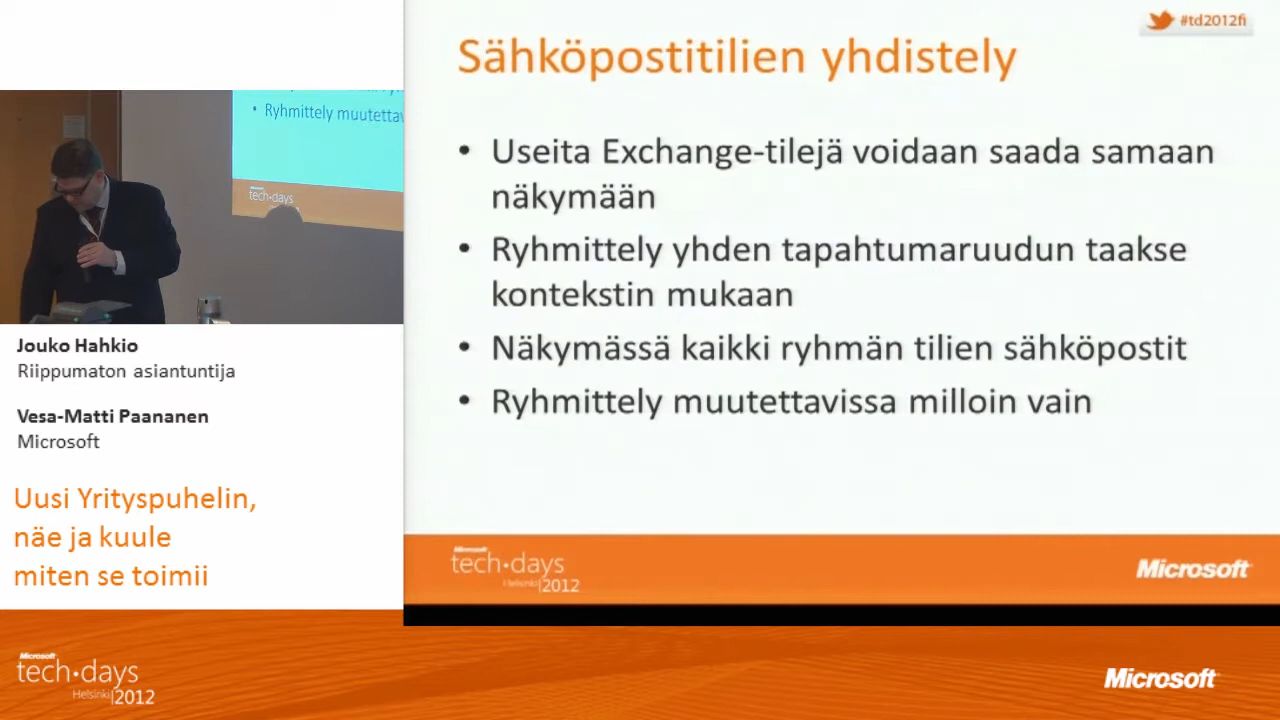 #td2012fi
Sähköpostitilien yhdistely
• Useita Exchange-tilejä voidaan saada samaan
näkymään
• Ryhmittely yhden tapahtumaruudun taakse
kontekstin mukaan
• Näkymässä kaikki ryhmän tilien sähköpostit
• Ryhmittely muutettavissa milloin vain
Microsoft
tech·days
Helsinki|2012
Microsoft
• Ryhmittely muutettav
tech·days
Jouko Hahkio
Riippumaton asiantuntija
Vesa-Matti Paananen
Microsoft
Uusi Yrityspuhelin,
näe ja kuule
miten se toimii
Microsoft
tech·days
Helsinki|2012
Microsoft